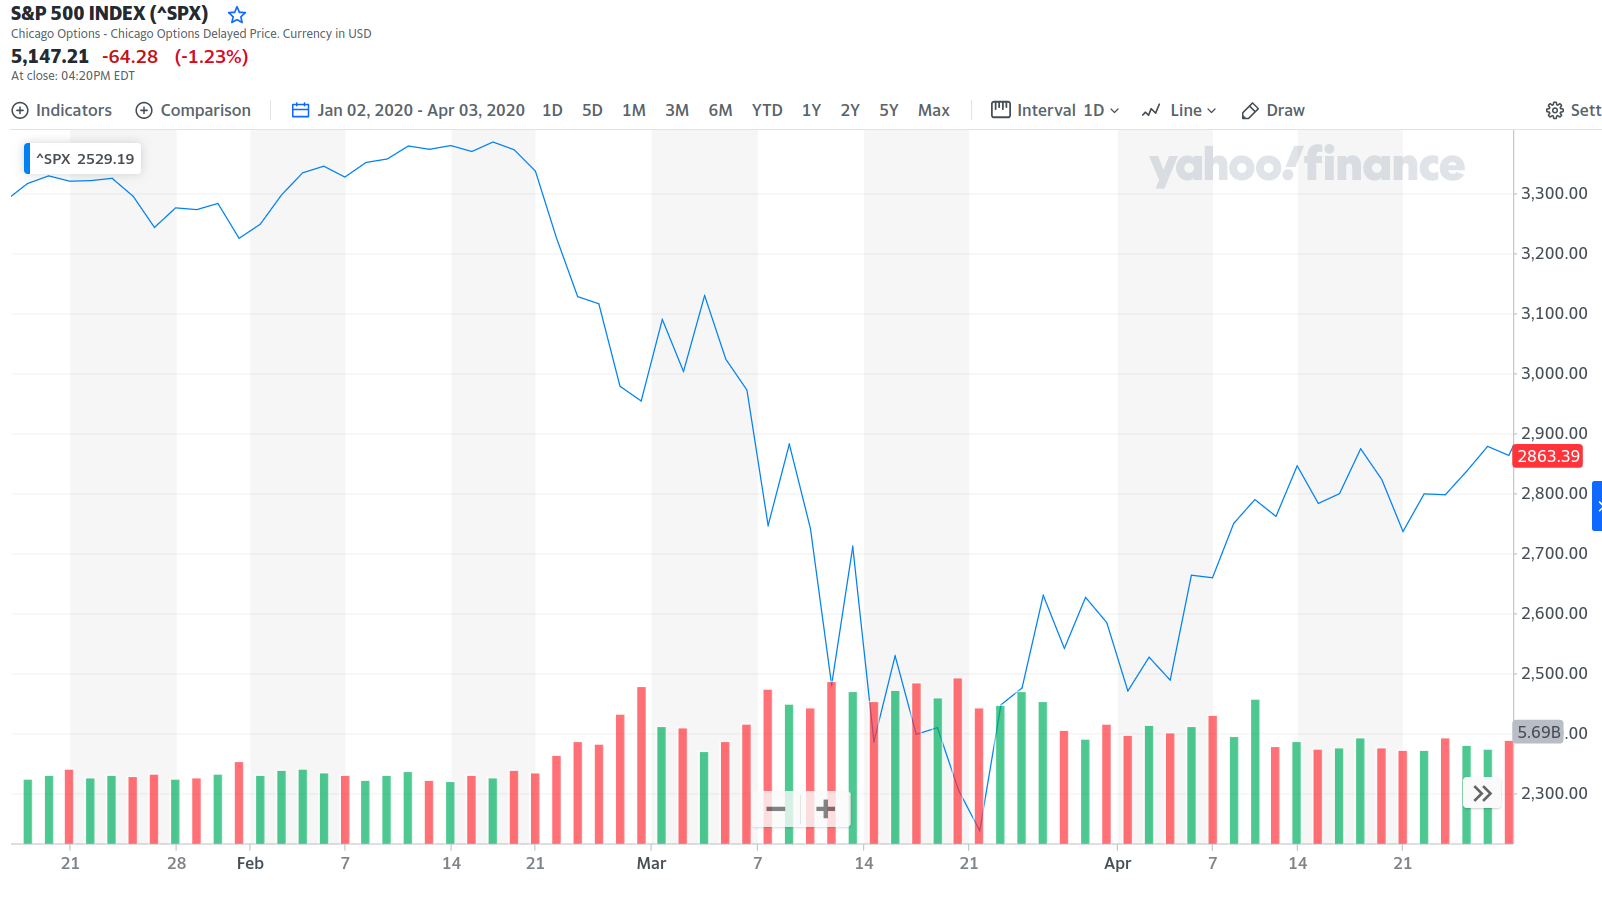 S&P 500 INDEX (^SPX)
Chicago Options - Chicago Options Delayed Price. Currency in USD
5,147.21 -64.28 (-1.23%)
At close: 04:20PM EDT
Indicators Comparison Jan 02, 2020 - Apr 03, 2020 1D 5D 1M 3M 6M YTD 1Y 2Y 5Y Max Interval 1D Line Draw Sett
^SPX 2529.19
yahoo!finance
3,300.00
3,200.00
3,100.00
3,000.00
2,900.00
2863.39
2,800.00
2,700.00
2,600.00
2,500.00
5.69B .00
2,300.00
21 28 Feb 7 14 21 Mar 7 14 21 Apr 7 14 21